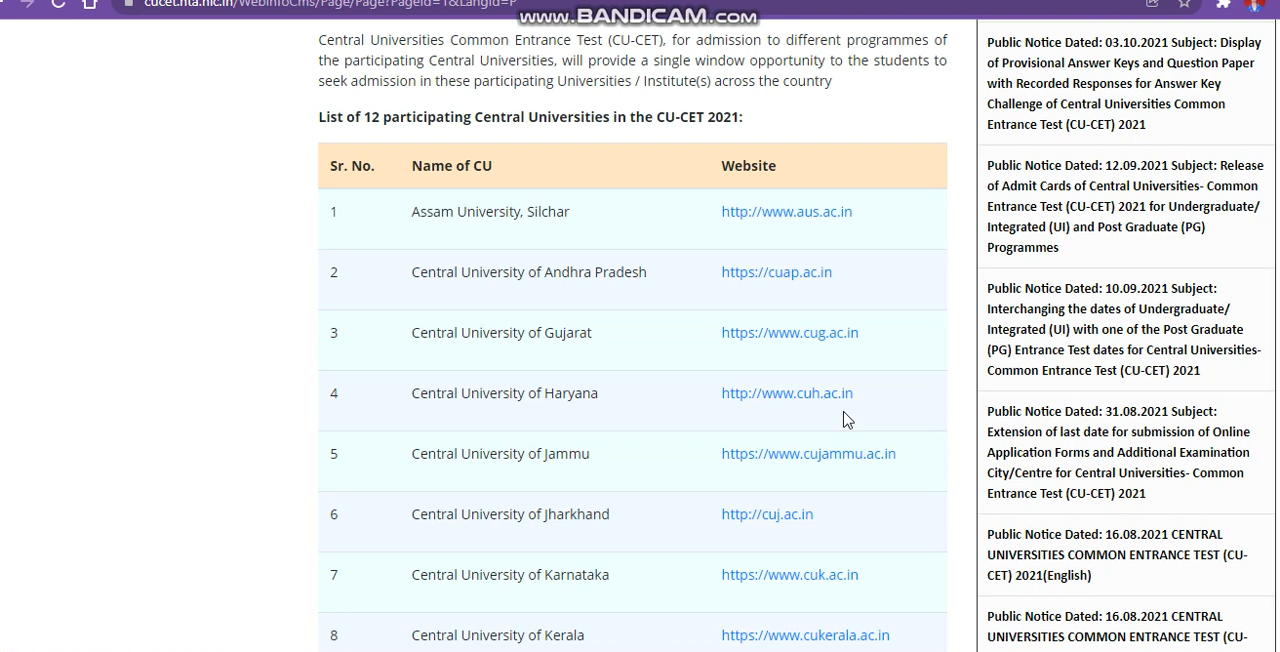 cucet.nta.nic.in/WebinfoCms/Page/Page?PageId=1&LangId=P
www.BANDICAM.com
Central Universities Common Entrance Test (CU-CET), for admission to different programmes of
the participating Central Universities, will provide a single window opportunity to the students to
seek admission in these participating Universities / Institute(s) across the country
List of 12 participating Central Universities in the CU-CET 2021:
Sr. No. Name of CU Website
1 Assam University, Silchar http://www.aus.ac.in
2 Central University of Andhra Pradesh https://cuap.ac.in
3 Central University of Gujarat https://www.cug.ac.in
4 Central University of Haryana http://www.cuh.ac.in
5 Central University of Jammu https://www.cujammu.ac.in
6 Central University of Jharkhand http://cuj.ac.in
7 Central University of Karnataka https://www.cuk.ac.in
8 Central University of Kerala https://www.cukerala.ac.in
Public Notice Dated: 03.10.2021 Subject: Display
of Provisional Answer Keys and Question Paper
with Recorded Responses for Answer Key
Challenge of Central Universities Common
Entrance Test (CU-CET) 2021
Public Notice Dated: 12.09.2021 Subject: Release
of Admit Cards of Central Universities- Common
Entrance Test (CU-CET) 2021 for Undergraduate/
Integrated (UI) and Post Graduate (PG)
Programmes
Public Notice Dated: 10.09.2021 Subject:
Interchanging the dates of Undergraduate/
Integrated (UI) with one of the Post Graduate
(PG) Entrance Test dates for Central Universities-
Common Entrance Test (CU-CET) 2021
Public Notice Dated: 31.08.2021 Subject:
Extension of last date for submission of Online
Application Forms and Additional Examination
City/Centre for Central Universities- Common
Entrance Test (CU-CET) 2021
Public Notice Dated: 16.08.2021 CENTRAL
UNIVERSITIES COMMON ENTRANCE TEST (CU-
CET) 2021(English)
Public Notice Dated: 16.08.2021 CENTRAL
UNIVERSITIES COMMON ENTRANCE TEST (CU-